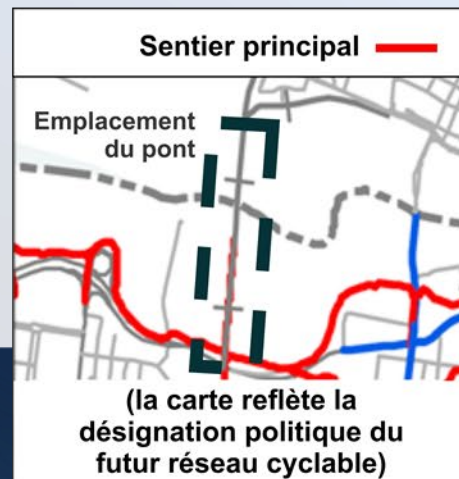 Sentier principal
Emplacement
du pont
(la carte reflète la
désignation politique du
futur réseau cyclable)